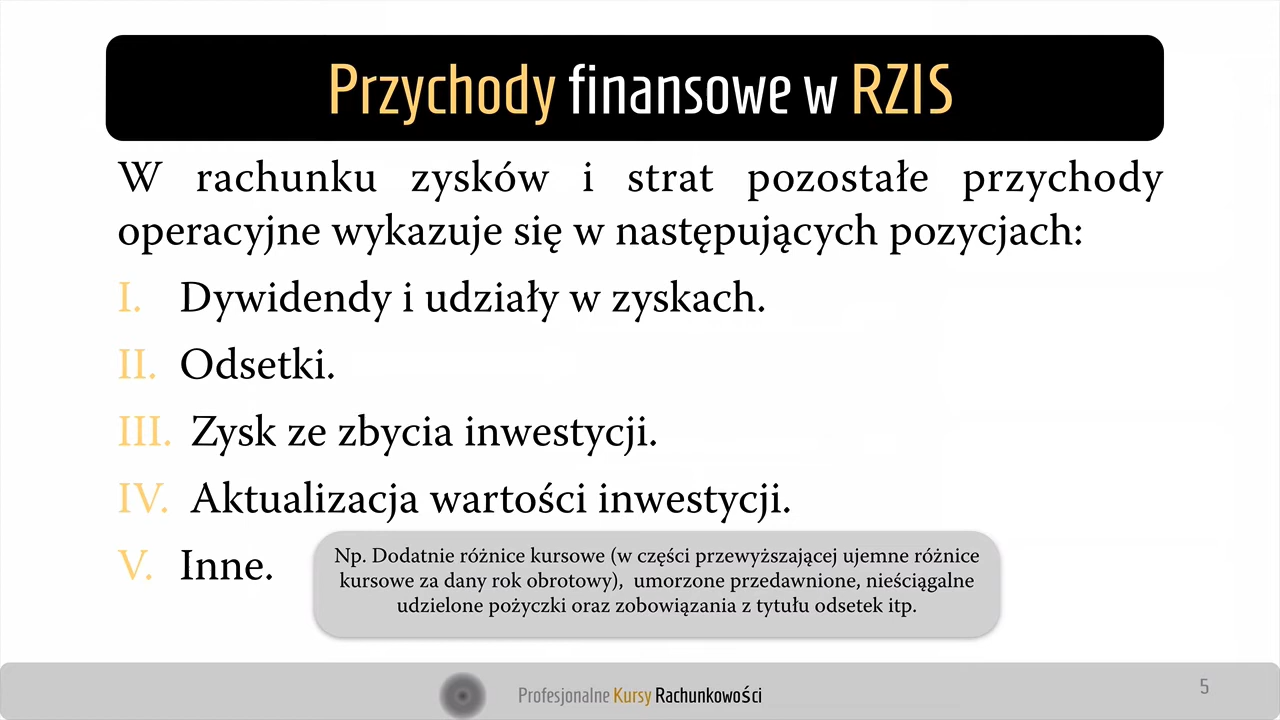 Przychody finansowe w RZIS
W rachunku zysków i strat pozostałe przychody
operacyjne wykazuje się w następujących pozycjach:
I. Dywidendy i udziały w zyskach.
II. Odsetki.
III. Zysk ze zbycia inwestycji.
IV. Aktualizacja wartości inwestycji.
V. Inne.
Np. Dodatnie różnice kursowe (w części przewyższającej ujemne różnice
kursowe za dany rok obrotowy), umorzone przedawnione, nieściągalne
udzielone pożyczki oraz zobowiązania z tytułu odsetek itp.
Profesjonalne Kursy Rachunkowości
5